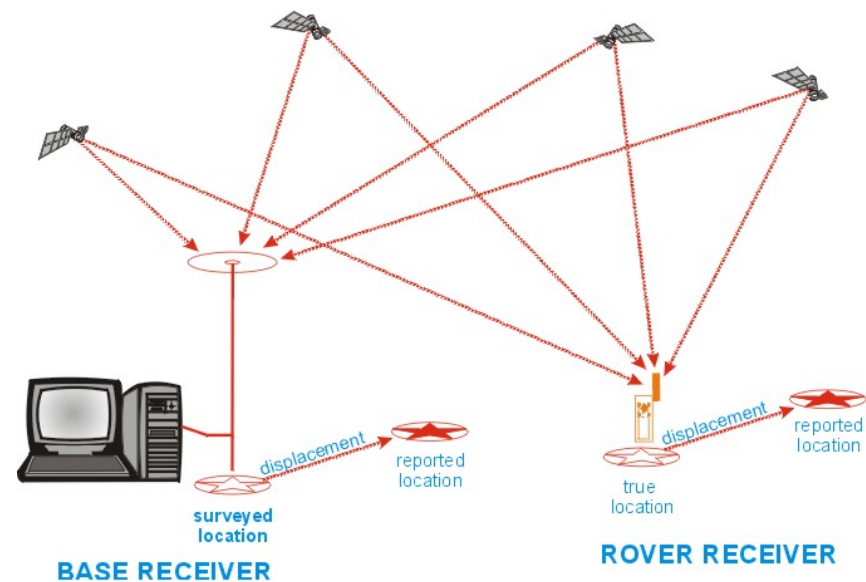 displacement
reported
location
surveyed
location
BASE RECEIVER
displacement
reported
location
true
location
ROVER RECEIVER